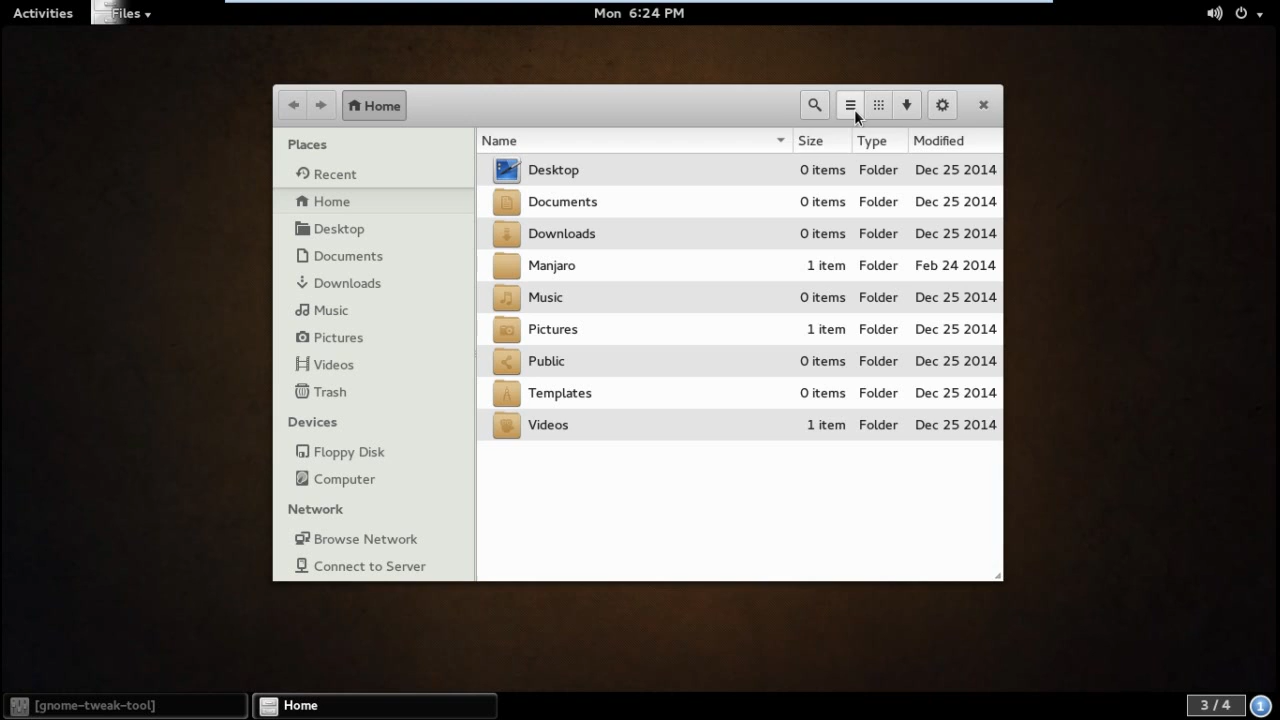 Activities Files Mon 6:24 PM
Home
Places
Recent
Home
Desktop
Documents
Downloads
Music
Pictures
Videos
Trash
Devices
Floppy Disk
Computer
Network
Browse Network
Connect to Server
Name Size Type Modified
Desktop 0 items Folder Dec 25 2014
Documents 0 items Folder Dec 25 2014
Downloads 0 items Folder Dec 25 2014
Manjaro 1 item Folder Feb 24 2014
Music 0 items Folder Dec 25 2014
Pictures 1 item Folder Dec 25 2014
Public 0 items Folder Dec 25 2014
Templates 0 items Folder Dec 25 2014
Videos 1 item Folder Dec 25 2014
[gnome-tweak-tool] Home 3 / 4 1